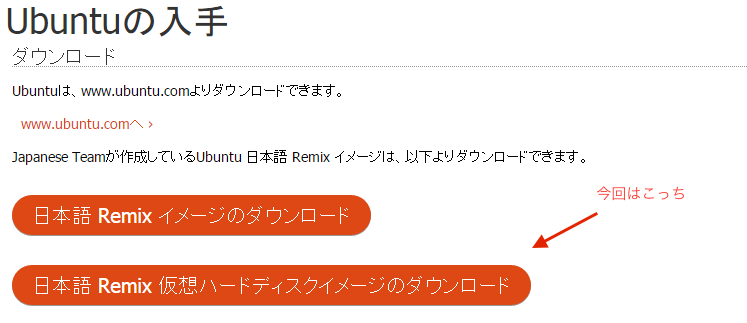 Ubuntuの入手
ダウンロード
Ubuntuは、www.ubuntu.comよりダウンロードできます。
www.ubuntu.comへ ›
Japanese Teamが作成しているUbuntu 日本語 Remix イメージは、以下よりダウンロードできます。
今回はこっち
日本語 Remix イメージのダウンロード
日本語 Remix 仮想ハードディスクイメージのダウンロード